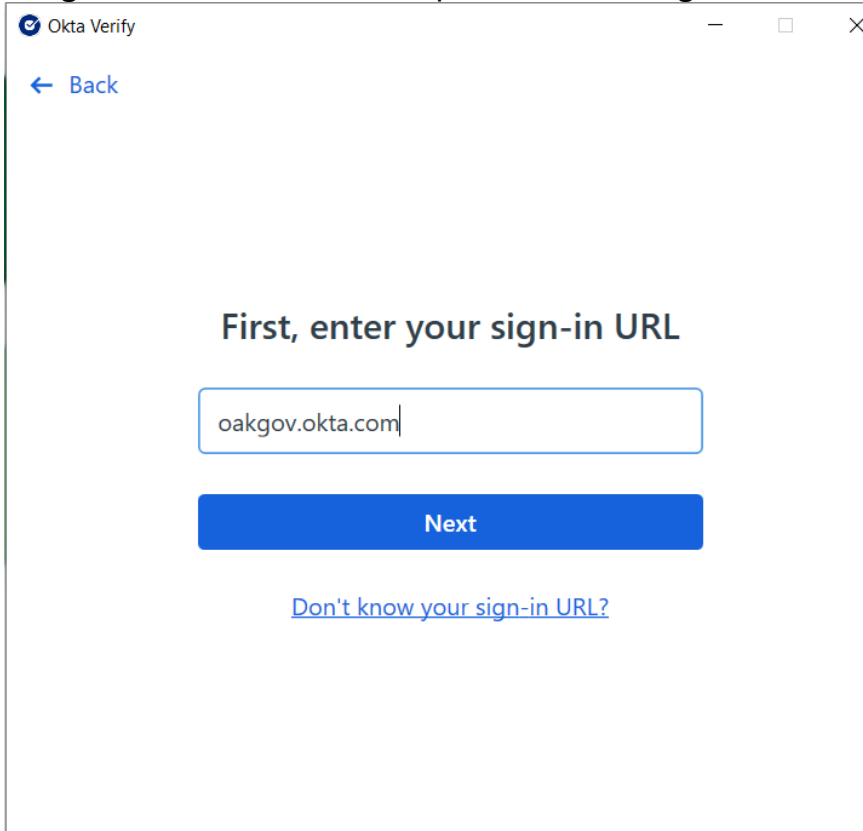 Okta Verify
← Back
First, enter your sign-in URL
oakgov.okta.com
Next
Don't know your sign-in URL?